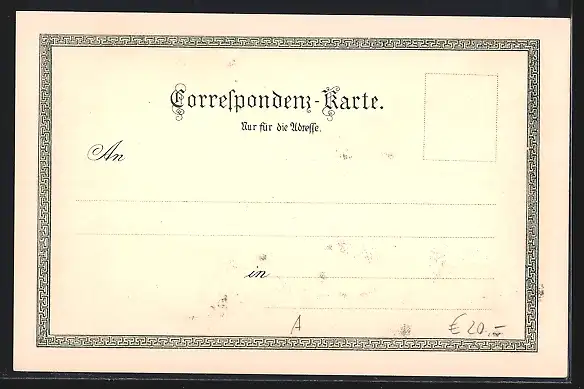 Correſpondenz-Karte.
Nur für die Adreſſe.
An
in
A
€ 20.-